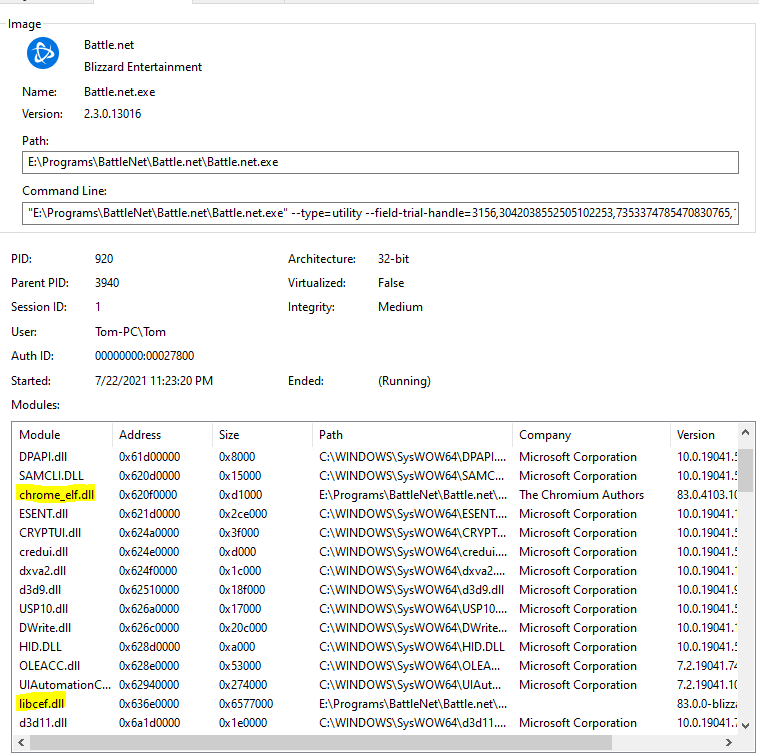 Image
Battle.net
Blizzard Entertainment
Name: Battle.net.exe
Version: 2.3.0.13016
Path:
E:\Programs\BattleNet\Battle.net\Battle.net.exe
Command Line:
"E:\Programs\BattleNet\Battle.net\Battle.net.exe" --type=utility --field-trial-handle=3156,3042038552505102253,7353374785470830765,
PID: 920 Architecture: 32-bit
Parent PID: 3940 Virtualized: False
Session ID: 1 Integrity: Medium
User: Tom-PC\Tom
Auth ID: 00000000:00027800
Started: 7/22/2021 11:23:20 PM Ended: (Running)
Modules:
Module Address Size Path Company Version
DPAPI.dll 0x61d00000 0x8000 C:\WINDOWS\SysWOW64\DPAPI.... Microsoft Corporation 10.0.19041.5
SAMCLI.DLL 0x620d0000 0x15000 C:\WINDOWS\SysWOW64\SAMC... Microsoft Corporation 10.0.19041.5
chrome_elf.dll 0x620f0000 0xd1000 E:\Programs\BattleNet\Battle.net\... The Chromium Authors 83.0.4103.10
ESENT.dll 0x621d0000 0x2ce000 C:\WINDOWS\SysWOW64\ESENT.... Microsoft Corporation 10.0.19041.1
CRYPTUI.dll 0x624a0000 0x3f000 C:\WINDOWS\SysWOW64\CRYPT... Microsoft Corporation 10.0.19041.5
credui.dll 0x624e0000 0xd000 C:\WINDOWS\SysWOW64\credui.... Microsoft Corporation 10.0.19041.5
dxva2.dll 0x624f0000 0x1c000 C:\WINDOWS\SysWOW64\dxva2.... Microsoft Corporation 10.0.19041.1
d3d9.dll 0x62510000 0x18f000 C:\WINDOWS\SysWOW64\d3d9.dll Microsoft Corporation 10.0.19041.9
USP10.dll 0x626a0000 0x17000 C:\WINDOWS\SysWOW64\USP10.... Microsoft Corporation 10.0.19041.5
DWrite.dll 0x626c0000 0x20c000 C:\WINDOWS\SysWOW64\DWrite... Microsoft Corporation 10.0.19041.1
HID.DLL 0x628d0000 0xa000 C:\WINDOWS\SysWOW64\HID.DLL Microsoft Corporation 10.0.19041.5
OLEACC.dll 0x628e0000 0x53000 C:\WINDOWS\SysWOW64\OLEA... Microsoft Corporation 7.2.19041.74
UIAutomationC... 0x62940000 0x274000 C:\WINDOWS\SysWOW64\UIAut... Microsoft Corporation 7.2.19041.10
libcef.dll 0x636e0000 0x6577000 E:\Programs\BattleNet\Battle.net\... 83.0.0-blizza
d3d11.dll 0x6a1d0000 0x1e0000 C:\WINDOWS\SysWOW64\d3d11.... Microsoft Corporation 10.0.19041.7